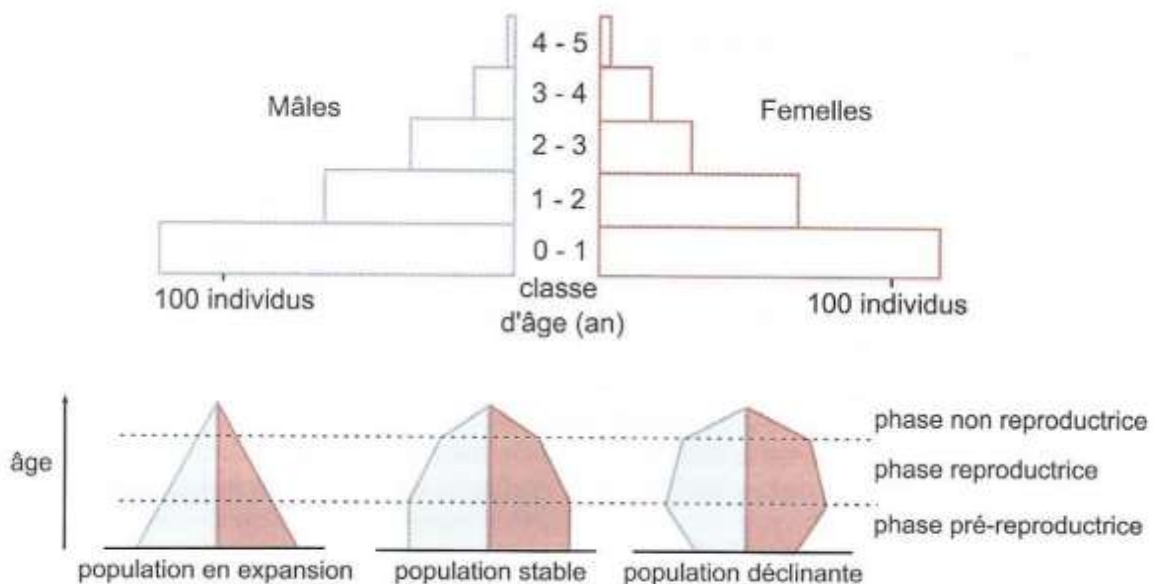 4 - 5
Mâles
3 - 4
Femelles
2 - 3
1 - 2
0 - 1
100 individus
classe
d'âge (an)
100 individus
âge
phase non reproductrice
phase reproductrice
phase pré-reproductrice
population en expansion
population stable
population déclinante